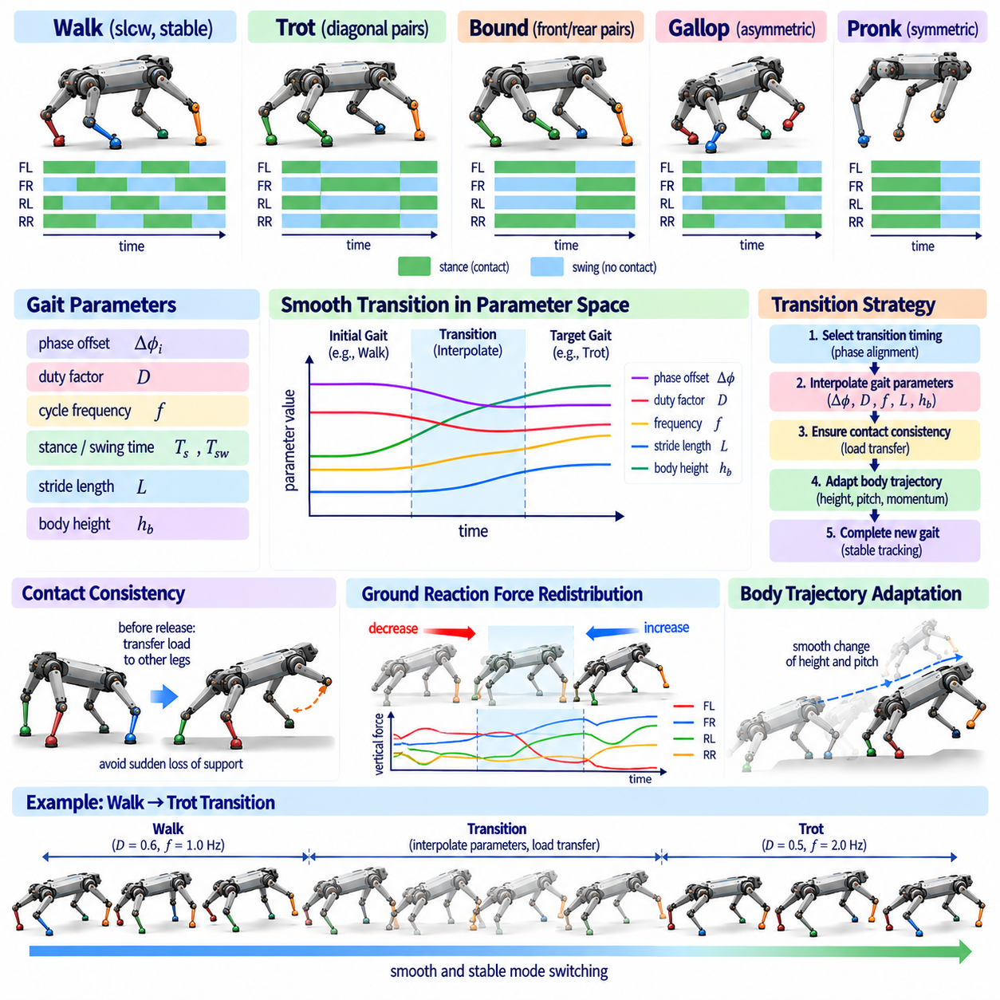 Walk (slcw, stable)
Trot (diagonal pairs)
Bound (front/rear pairs)
Gallop (asymmetric)
Pronk (symmetric)
FL
FR
RL
RR
time
FL
FR
RL
RR
time
FL
FR
RL
RR
time
FL
FR
RL
RR
time
FL
FR
RL
RR
time
stance (contact)
swing (no contact)
Gait Parameters
phase offset Δϕᵢ
duty factor D
cycle frequency f
stance / swing time Tₛ , T_sw
stride length L
body height h_b
Smooth Transition in Parameter Space
Initial Gait
(e.g., Walk)
Transition
(Interpolate)
Target Gait
(e.g., Trot)
parameter value
time
phase offset Δϕ
duty factor D
frequency f
stride length L
body height h_b
Transition Strategy
1. Select transition timing
(phase alignment)
2. Interpolate gait parameters
(Δϕ, D, f, L, h_b)
3. Ensure contact consistency
(load transfer)
4. Adapt body trajectory
(height, pitch, momentum)
5. Complete new gait
(stable tracking)
Contact Consistency
before release:
transfer load
to other legs
avoid sudden loss of support
Ground Reaction Force Redistribution
decrease
increase
vertical force
time
FL
FR
RL
RR
Body Trajectory Adaptation
smooth change
of height and pitch
Example: Walk → Trot Transition
Walk
(D = 0.6, f = 1.0 Hz)
Transition
(interpolate parameters, load transfer)
Trot
(D = 0.5, f = 2.0 Hz)
smooth and stable mode switching